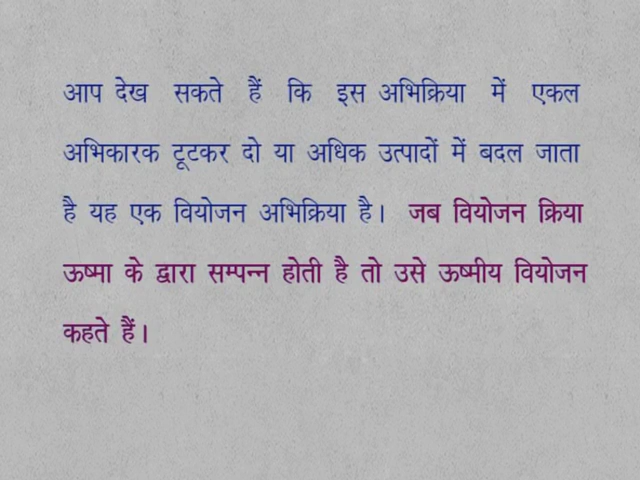 आप देख सकते हैं कि इस अभिक्रिया में एकल
अभिकारक टूटकर दो या अधिक उत्पादों में बदल जाता
है यह एक वियोजन अभिक्रिया है। जब वियोजन क्रिया
ऊष्मा के द्वारा सम्पन्न होती है तो उसे ऊष्मीय वियोजन
कहते हैं।